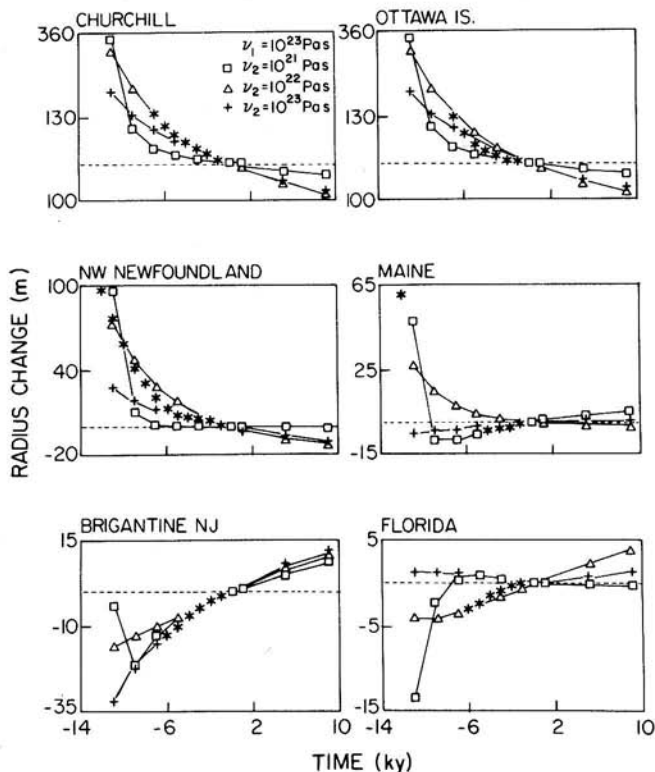 CHURCHILL
OTTAWA IS.
360
130
100
ν₁ = 10²³ Pas
ν₂ = 10²¹ Pas
ν₂ = 10²² Pas
ν₂ = 10²³ Pas
360
130
100
NW NEWFOUNDLAND
MAINE
100
40
-20
65
25
-15
RADIUS CHANGE (m)
BRIGANTINE NJ
FLORIDA
15
-10
-35
5
-5
-15
-14
-6
2
10
-14
-6
2
10
TIME (ky)